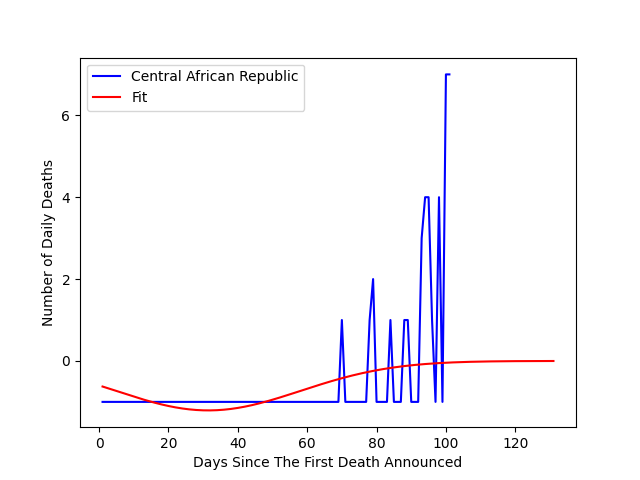 Central African Republic
Fit
Number of Daily Deaths
6
4
2
0
0
20
40
60
80
100
120
Days Since The First Death Announced